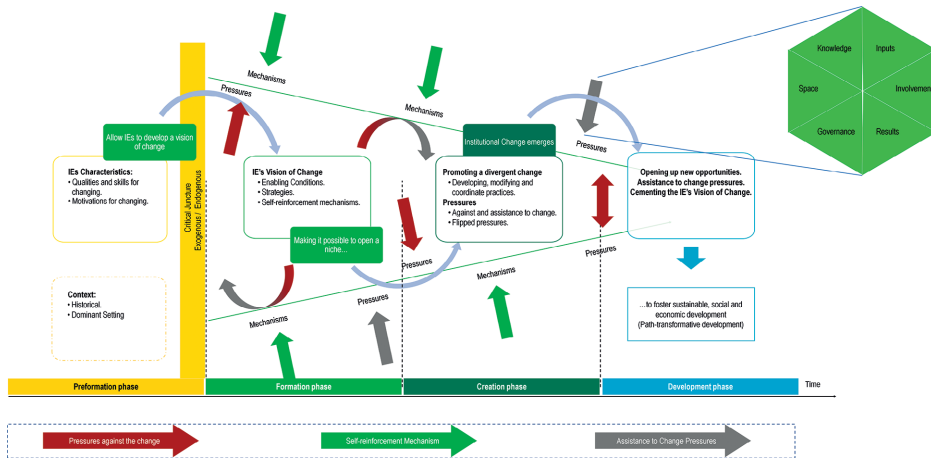 Knowledge
Inputs
Space
Involvement
Governance
Results
Mechanisms
Pressures
Mechanisms
Pressures
Allow IEs to develop a vision
of change
Institutional Change emerges
IEs Characteristics:
• Qualities and skills for
changing.
• Motivations for changing.
Critical Juncture
Exogenous / Endogenous
IE's Vision of Change
• Enabling Conditions.
• Strategies.
• Self-reinforcement mechanisms.
Making it possible to open a
niche…
Promoting a divergent change
• Developing, modifying and
coordinate practices.
Pressures
• Against and assistance to change.
• Flipped pressures.
Opening up new opportunities.
Assistance to change pressures.
Cementing the IE's Vision of Change.
Context:
• Historical.
• Dominant Setting
Mechanisms
Pressures
Pressures
Mechanisms
Pressures
…to foster sustainable, social and
economic development
(Path-transformative development)
Preformation phase
Formation phase
Creation phase
Development phase
Time
Pressures against the change
Self-reinforcement Mechanism
Assistance to Change Pressures